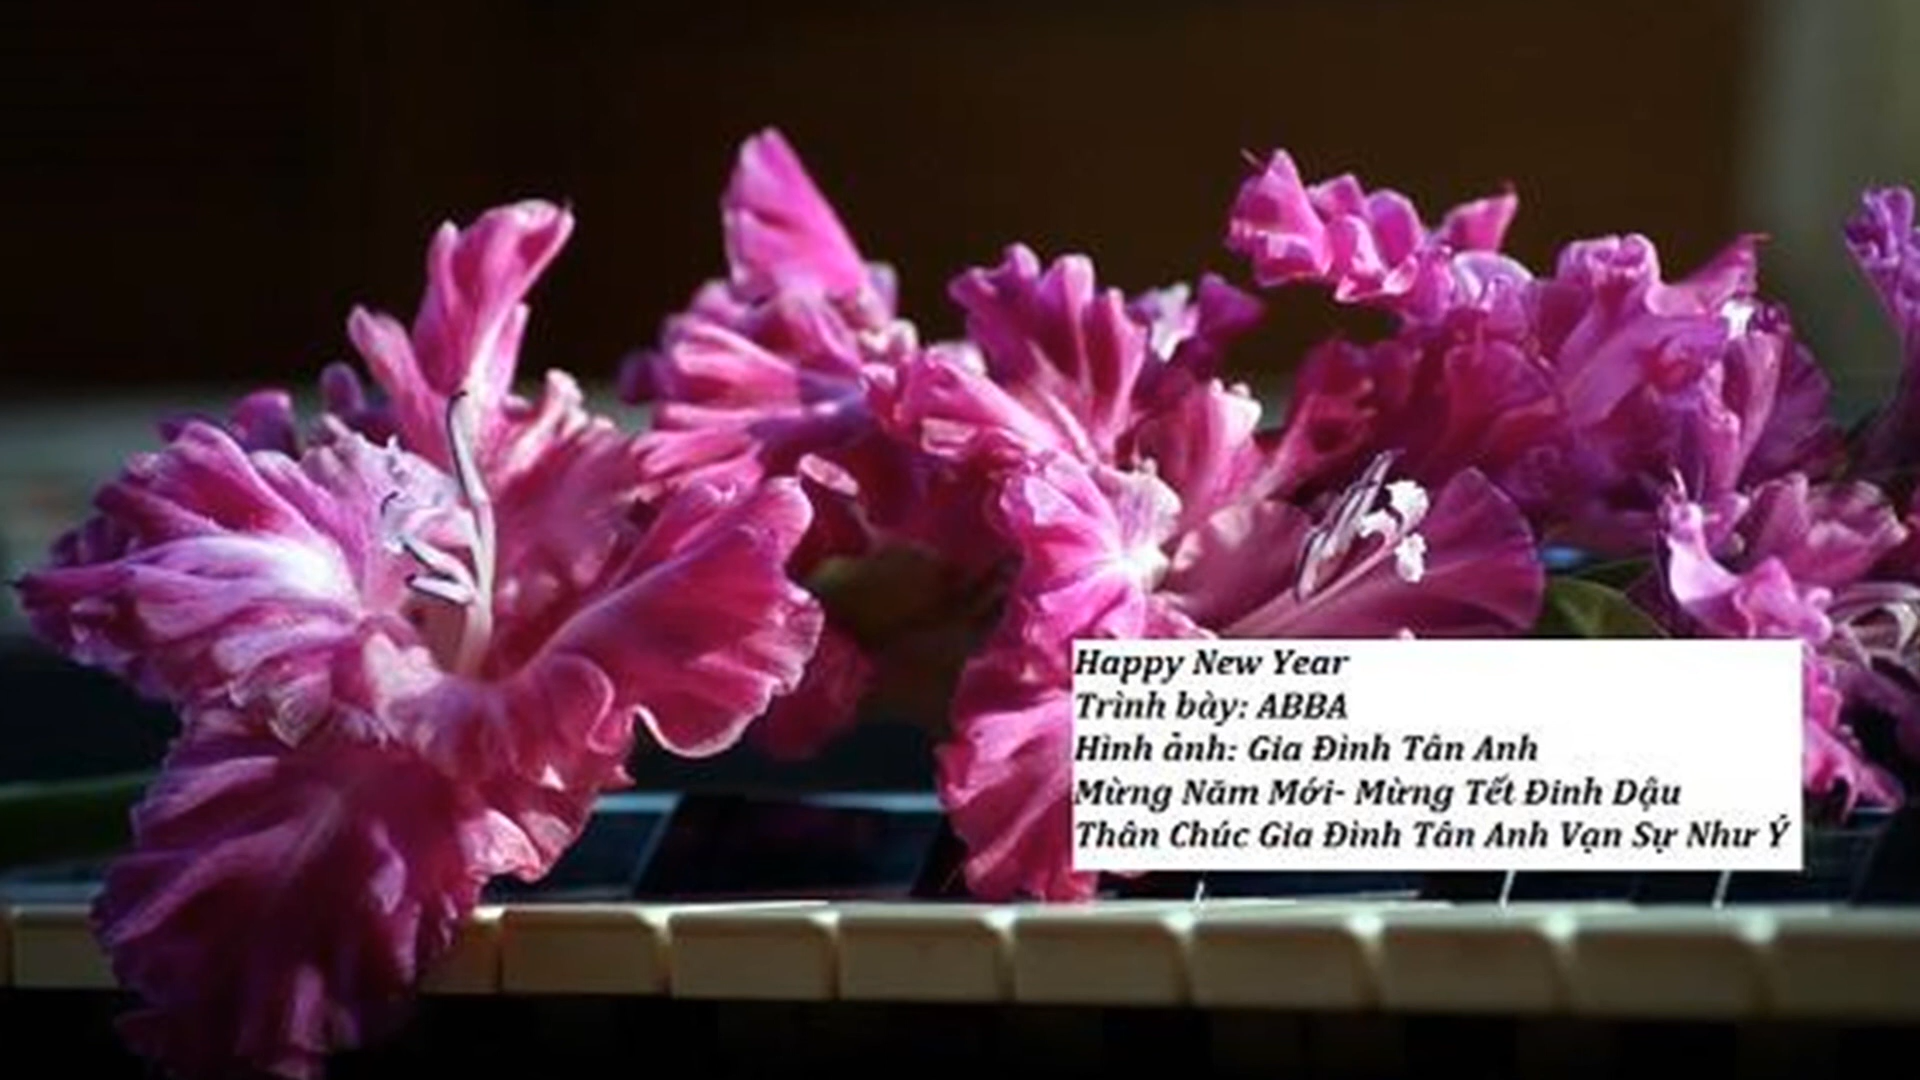 Happy New Year
Trình bày: ABBA
Hình ảnh: Gia Đình Tân Anh
Mừng Năm Mới- Mừng Tết Đinh Dậu
Thân Chúc Gia Đình Tân Anh Vạn Sự Như Ý